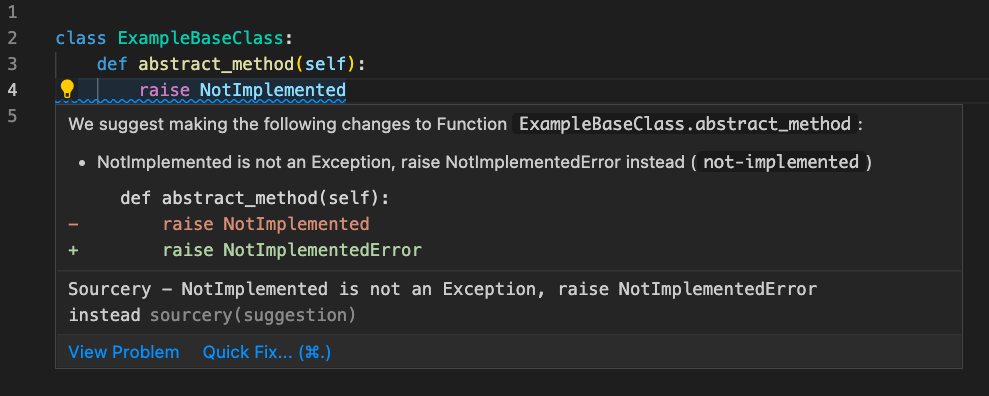 1
2 class ExampleBaseClass:
3 def abstract_method(self):
4 raise NotImplemented
5
We suggest making the following changes to Function ExampleBaseClass.abstract_method :
• NotImplemented is not an Exception, raise NotImplementedError instead ( not-implemented )
def abstract_method(self):
- raise NotImplemented
+ raise NotImplementedError
Sourcery - NotImplemented is not an Exception, raise NotImplementedError
instead sourcery(suggestion)
View Problem Quick Fix... (⌘.)